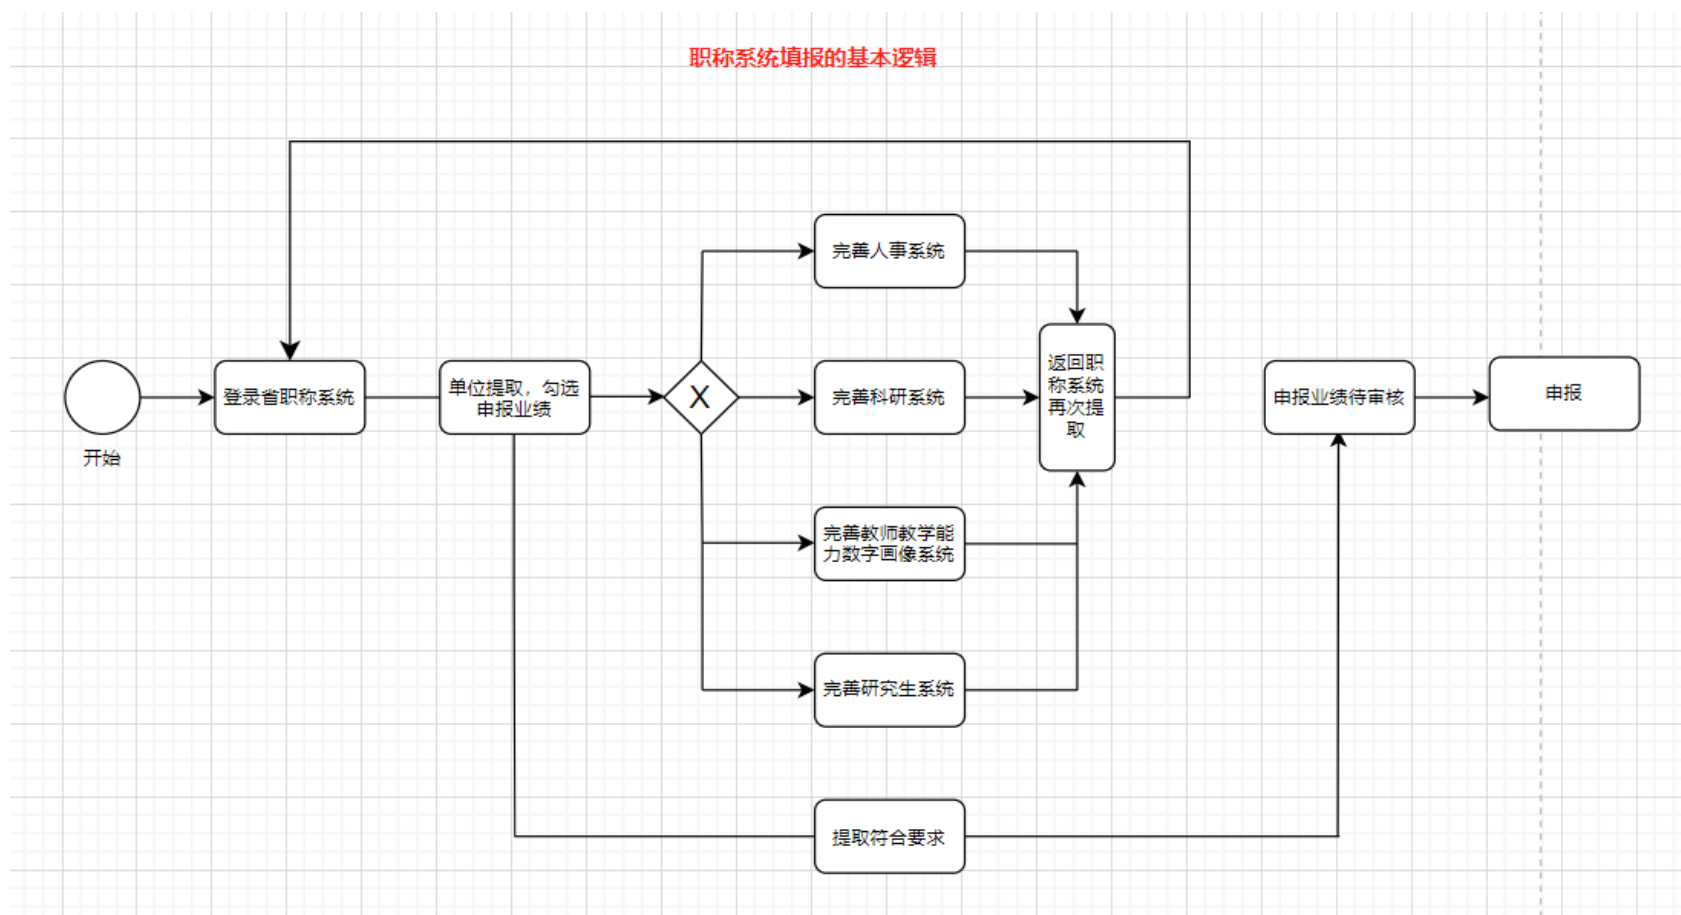 职称系统填报的基本逻辑
完善人事系统
登录省职称系统
单位提取，勾选
申报业绩
X
完善科研系统
返回职
称系统
再次提
取
申报业绩待审核
申报
开始
完善教师教学能
力数字画像系统
完善研究生系统
提取符合要求